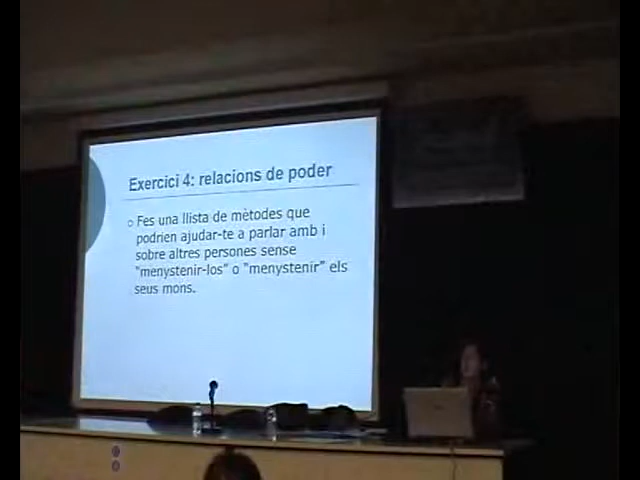 Exercici 4: relacions de poder
Fes una llista de mètodes que
podrien ajudar-te a parlar amb i
sobre altres persones sense
"menystenir-los" o "menystenir" els
seus mons.